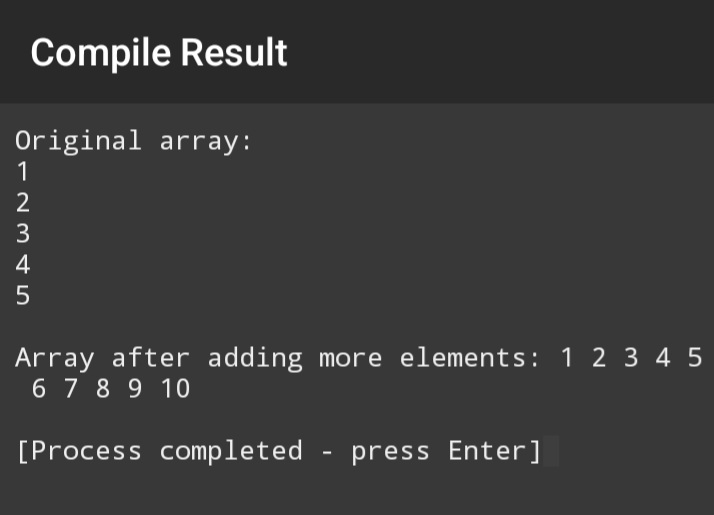 Compile Result
Original array:
1
2
3
4
5
Array after adding more elements: 1 2 3 4 5
6 7 8 9 10
[Process completed - press Enter]